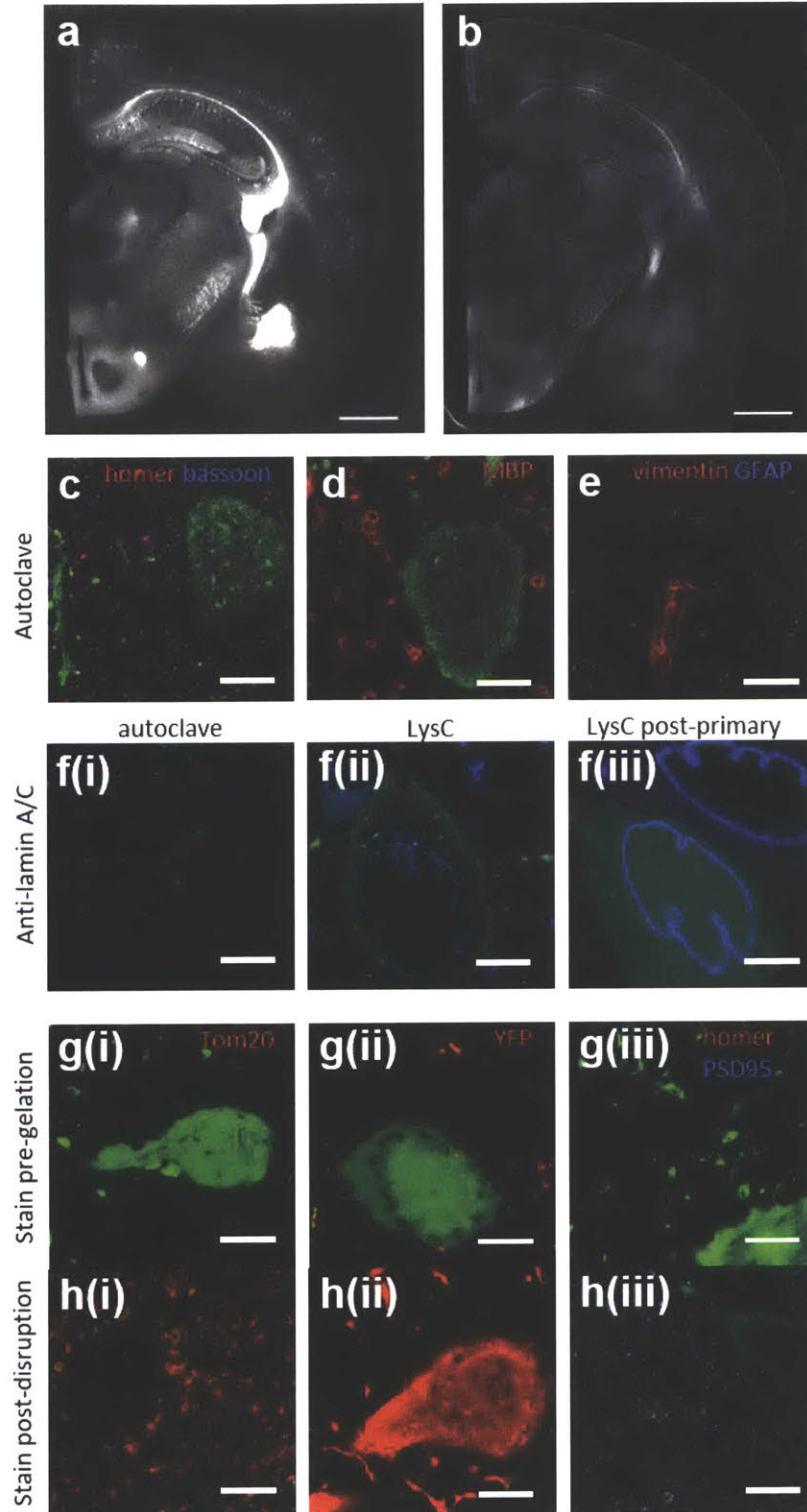 a
b
c
homer bassoon
d
MBP
e
vimentin GFAP
Autoclave
autoclave
LysC
LysC post-primary
f(i)
f(ii)
f(iii)
Anti-lamin A/C
g(i)
Tom20
g(ii)
YFP
g(iii)
homer
PSD95
Stain pre-gelation
h(i)
h(ii)
h(iii)
Stain post-disruption